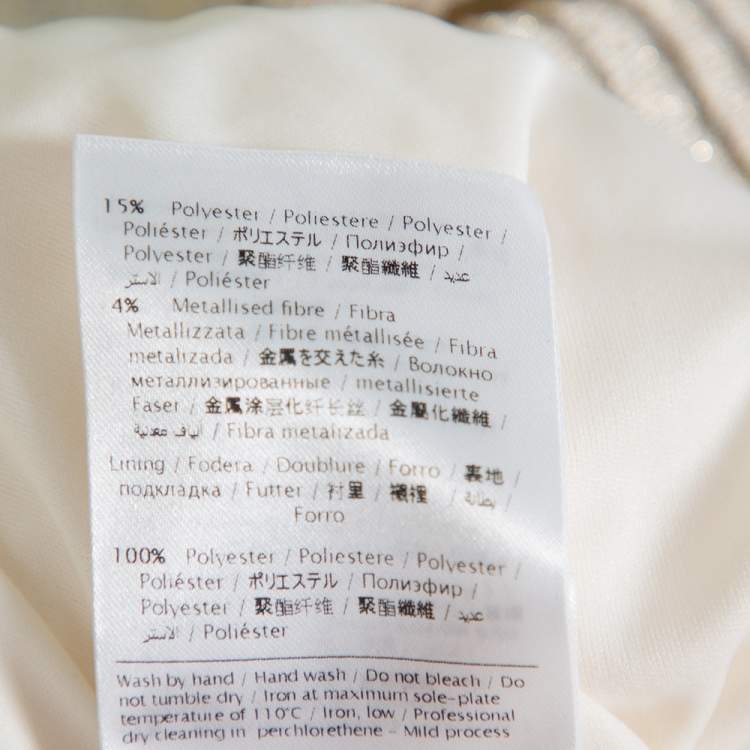 15% Polyester / Poliestere / Polyester /
Poliéster / ポリエステル / Полиэфир /
Polyester / 聚酯纤维 / 聚酯纖維 / عديد
الاستر / Poliéster
4% Metallised fibre / Fibra
Metallizzata / Fibre métallisée / Fibra
metalizada / 金属を交えた糸 / Волокно
металлизированные / metallisierte
Faser / 金属涂层化纤长丝 / 金屬化纖維 /
ألياف معدنية / Fibra metalizada
Lining / Fodera / Doublure / Forro / 裏地 /
подкладка / Futter / 衬里 / 襯裡 / بطانة /
Forro
100% Polyester / Poliestere / Polyester /
Poliéster / ポリエステル / Полиэфир /
Polyester / 聚酯纤维 / 聚酯纖維 / عديد
الاستر / Poliéster
Wash by hand / Hand wash / Do not bleach / Do
not tumble dry / Iron at maximum sole-plate
temperature of 110°C / Iron, low / Professional
dry cleaning in perchlorethene - Mild process